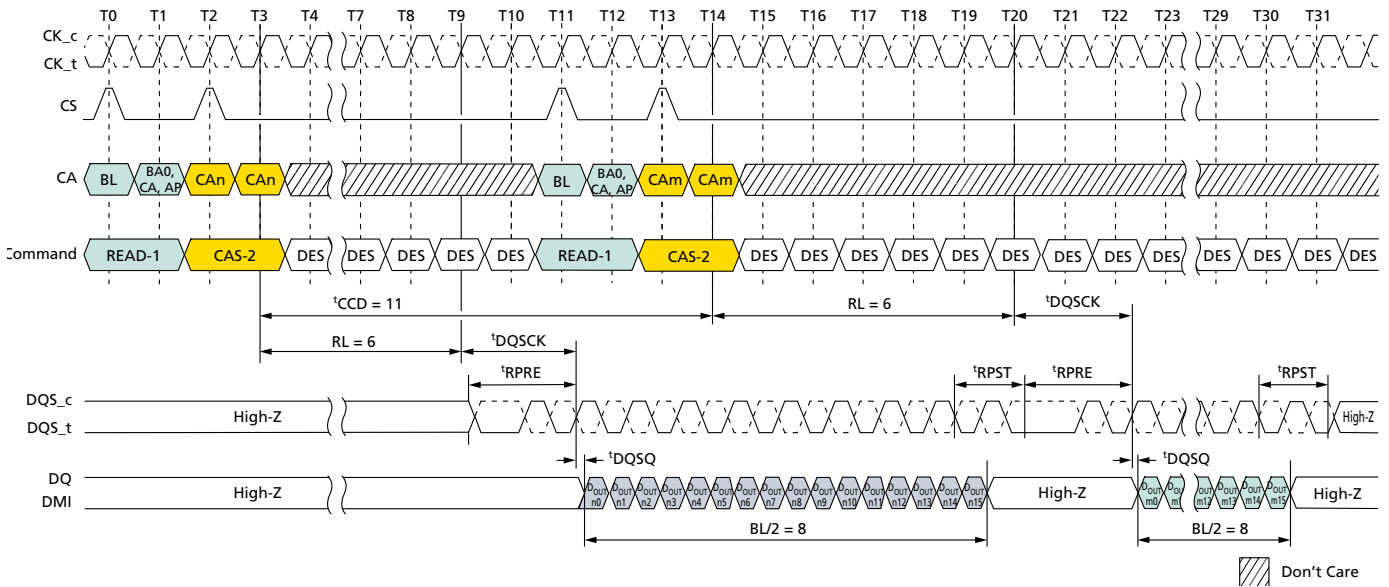 T0 T1 T2 T3 T4 T7 T8 T9 T10 T11 T12 T13 T14 T15 T16 T17 T18 T19 T20 T21 T22 T23 T29 T30 T31
CK_c
CK_t
CS
CA BL BA0, CA, AP CAn CAn BL BA0, CA, AP CAm CAm
Command READ-1 CAS-2 DES DES DES DES DES READ-1 CAS-2 DES DES DES DES DES DES DES DES DES DES DES DES DES
tCCD = 11 RL = 6 tDQSCK
RL = 6 tDQSCK
tRPRE tRPST tRPRE tRPST
DQS_c
DQS_t High-Z High-Z
tDQSQ tDQSQ
DQ
DMI High-Z DOUT n0 DOUT n1 DOUT n2 DOUT n3 DOUT n4 DOUT n5 DOUT n6 DOUT n7 DOUT n8 DOUT n9 DOUT n10 DOUT n11 DOUT n12 DOUT n13 DOUT n14 DOUT n15 High-Z DOUT m0 DOUT m1 DOUT m12 DOUT m13 DOUT m14 DOUT m15 High-Z
BL/2 = 8 BL/2 = 8
Don't Care